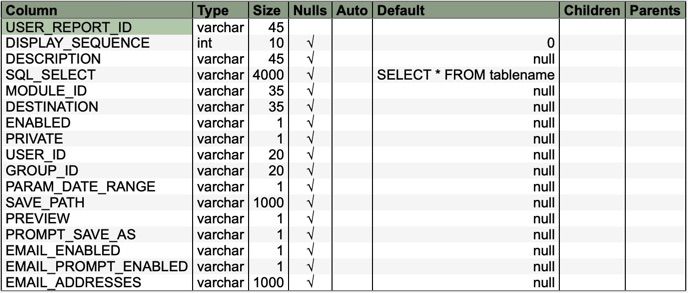 Column Type Size Nulls Auto Default Children Parents
USER_REPORT_ID varchar 45
DISPLAY_SEQUENCE int 10 √ 0
DESCRIPTION varchar 45 √ null
SQL_SELECT varchar 4000 √ SELECT * FROM tablename
MODULE_ID varchar 35 √ null
DESTINATION varchar 35 √ null
ENABLED varchar 1 √ null
PRIVATE varchar 1 √ null
USER_ID varchar 20 √ null
GROUP_ID varchar 20 √ null
PARAM_DATE_RANGE varchar 1 √ null
SAVE_PATH varchar 1000 √ null
PREVIEW varchar 1 √ null
PROMPT_SAVE_AS varchar 1 √ null
EMAIL_ENABLED varchar 1 √ null
EMAIL_PROMPT_ENABLED varchar 1 √ null
EMAIL_ADDRESSES varchar 1000 √ null